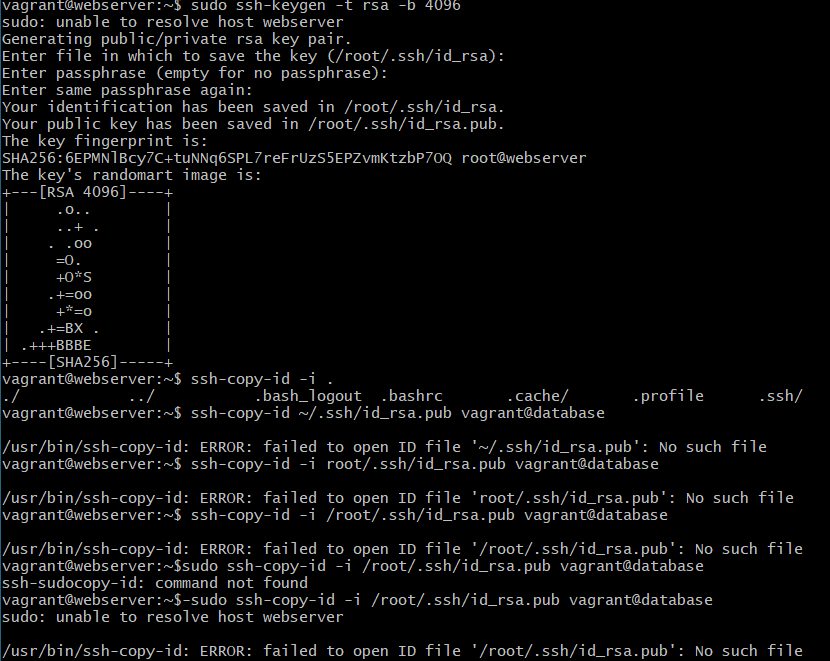 vagrant@webserver:~$ sudo ssh-keygen -t rsa -b 4096
sudo: unable to resolve host webserver
Generating public/private rsa key pair.
Enter file in which to save the key (/root/.ssh/id_rsa):
Enter passphrase (empty for no passphrase):
Enter same passphrase again:
Your identification has been saved in /root/.ssh/id_rsa.
Your public key has been saved in /root/.ssh/id_rsa.pub.
The key fingerprint is:
SHA256:6EPMNlBcy7C+tuNNq6SPL7reFrUzS5EPZvmKtzbP7OQ root@webserver
The key's randomart image is:
+---[RSA 4096]----+
|     .o..        |
|     ..+ .       |
|    . .oo        |
|     =O.         |
|     +O*S        |
|    .+=oo        |
|     +*=o        |
|   .+=BX .       |
| .+++BBBE        |
+----[SHA256]-----+
vagrant@webserver:~$ ssh-copy-id -i .
./            ../           .bash_logout  .bashrc       .cache/       .profile      .ssh/
vagrant@webserver:~$ ssh-copy-id ~/.ssh/id_rsa.pub vagrant@database
/usr/bin/ssh-copy-id: ERROR: failed to open ID file '~/.ssh/id_rsa.pub': No such file
vagrant@webserver:~$ ssh-copy-id -i root/.ssh/id_rsa.pub vagrant@database
/usr/bin/ssh-copy-id: ERROR: failed to open ID file 'root/.ssh/id_rsa.pub': No such file
vagrant@webserver:~$ ssh-copy-id -i /root/.ssh/id_rsa.pub vagrant@database
/usr/bin/ssh-copy-id: ERROR: failed to open ID file '/root/.ssh/id_rsa.pub': No such file
vagrant@webserver:~$sudo ssh-copy-id -i /root/.ssh/id_rsa.pub vagrant@database
ssh-sudocopy-id: command not found
vagrant@webserver:~$-sudo ssh-copy-id -i /root/.ssh/id_rsa.pub vagrant@database
sudo: unable to resolve host webserver
/usr/bin/ssh-copy-id: ERROR: failed to open ID file '/root/.ssh/id_rsa.pub': No such file